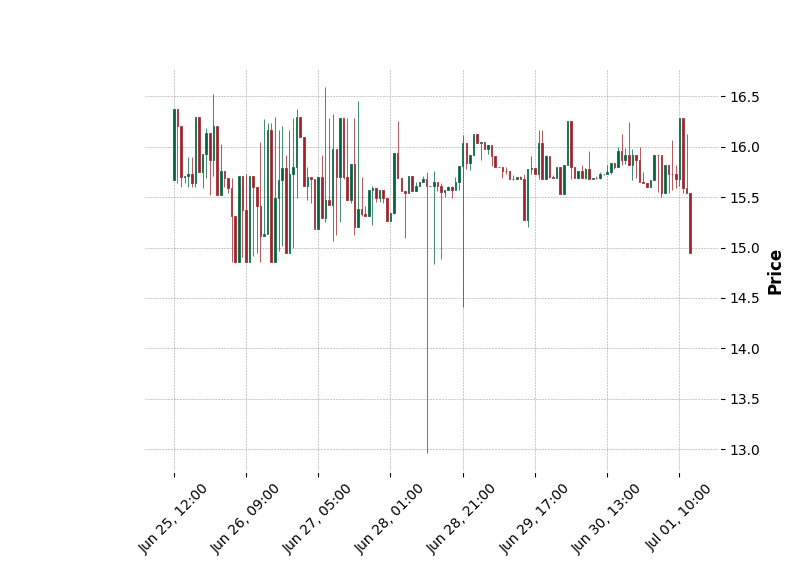 16.5
16.0
15.5
15.0
14.5
14.0
13.5
13.0
Price
Jun 25, 12:00
Jun 26, 09:00
Jun 27, 05:00
Jun 28, 01:00
Jun 28, 21:00
Jun 29, 17:00
Jun 30, 13:00
Jul 01, 10:00